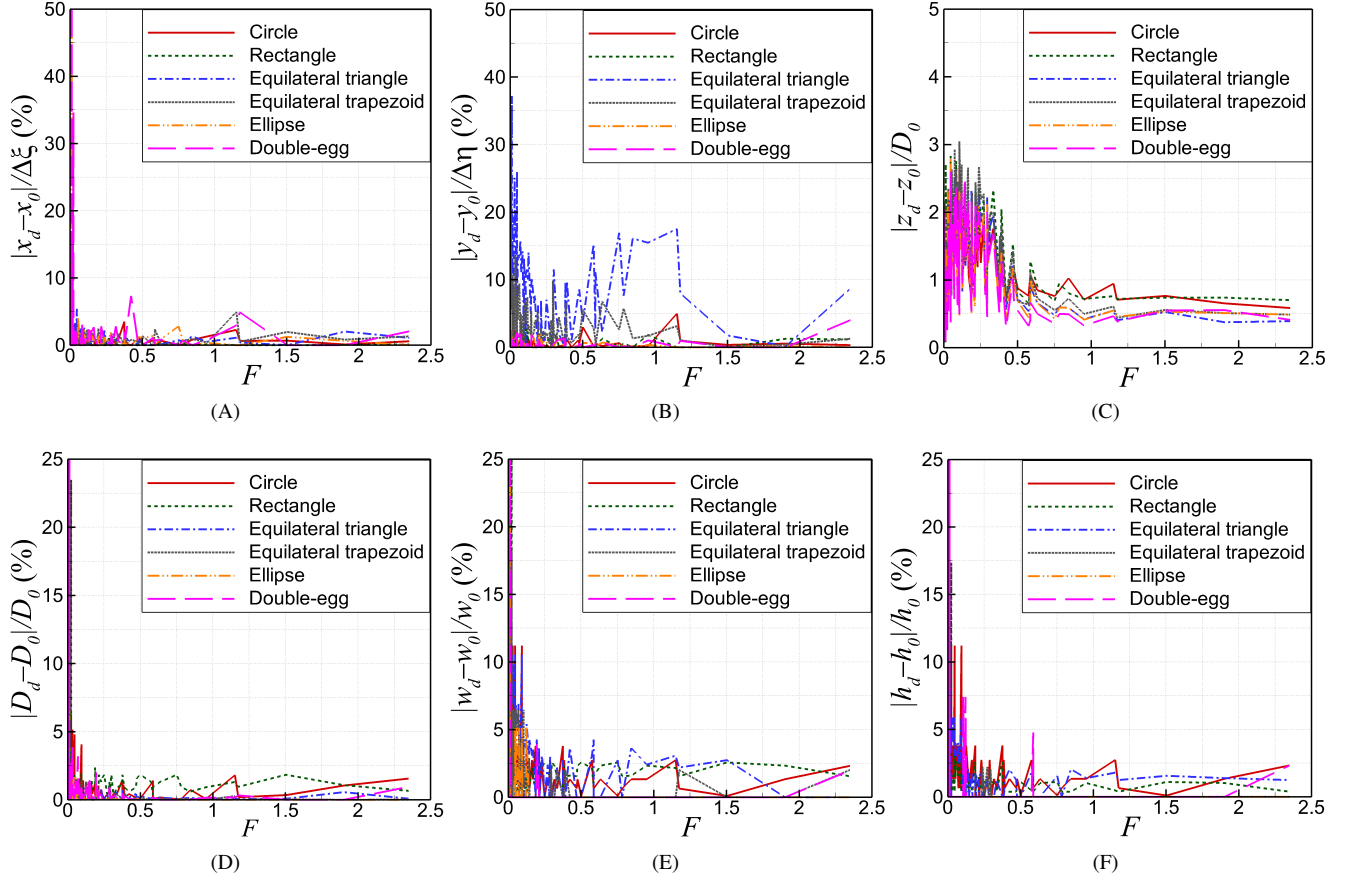 |x_d–x_0|/Δξ (%)
50
40
30
20
10
0
0 0.5 1 1.5 2 2.5
F
Circle
Rectangle
Equilateral triangle
Equilateral trapezoid
Ellipse
Double-egg
(A)
|y_d–y_0|/Δη (%)
50
40
30
20
10
0
0 0.5 1 1.5 2 2.5
F
Circle
Rectangle
Equilateral triangle
Equilateral trapezoid
Ellipse
Double-egg
(B)
|z_d–z_0|/D_0
5
4
3
2
1
0
0 0.5 1 1.5 2 2.5
F
Circle
Rectangle
Equilateral triangle
Equilateral trapezoid
Ellipse
Double-egg
(C)
|D_d–D_0|/D_0 (%)
25
20
15
10
5
0
0 0.5 1 1.5 2 2.5
F
Circle
Rectangle
Equilateral triangle
Equilateral trapezoid
Ellipse
Double-egg
(D)
|w_d–w_0|/w_0 (%)
25
20
15
10
5
0
0 0.5 1 1.5 2 2.5
F
Circle
Rectangle
Equilateral triangle
Equilateral trapezoid
Ellipse
Double-egg
(E)
|h_d–h_0|/h_0 (%)
25
20
15
10
5
0
0 0.5 1 1.5 2 2.5
F
Circle
Rectangle
Equilateral triangle
Equilateral trapezoid
Ellipse
Double-egg
(F)